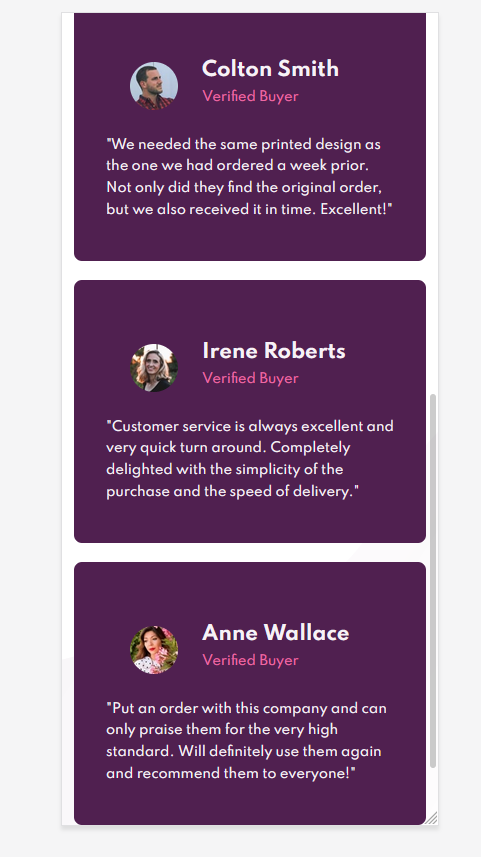 Colton Smith
Verified Buyer
"We needed the same printed design as
the one we had ordered a week prior.
Not only did they find the original order,
but we also received it in time. Excellent!"
Irene Roberts
Verified Buyer
"Customer service is always excellent and
very quick turn around. Completely
delighted with the simplicity of the
purchase and the speed of delivery."
Anne Wallace
Verified Buyer
"Put an order with this company and can
only praise them for the very high
standard. Will definitely use them again
and recommend them to everyone!"